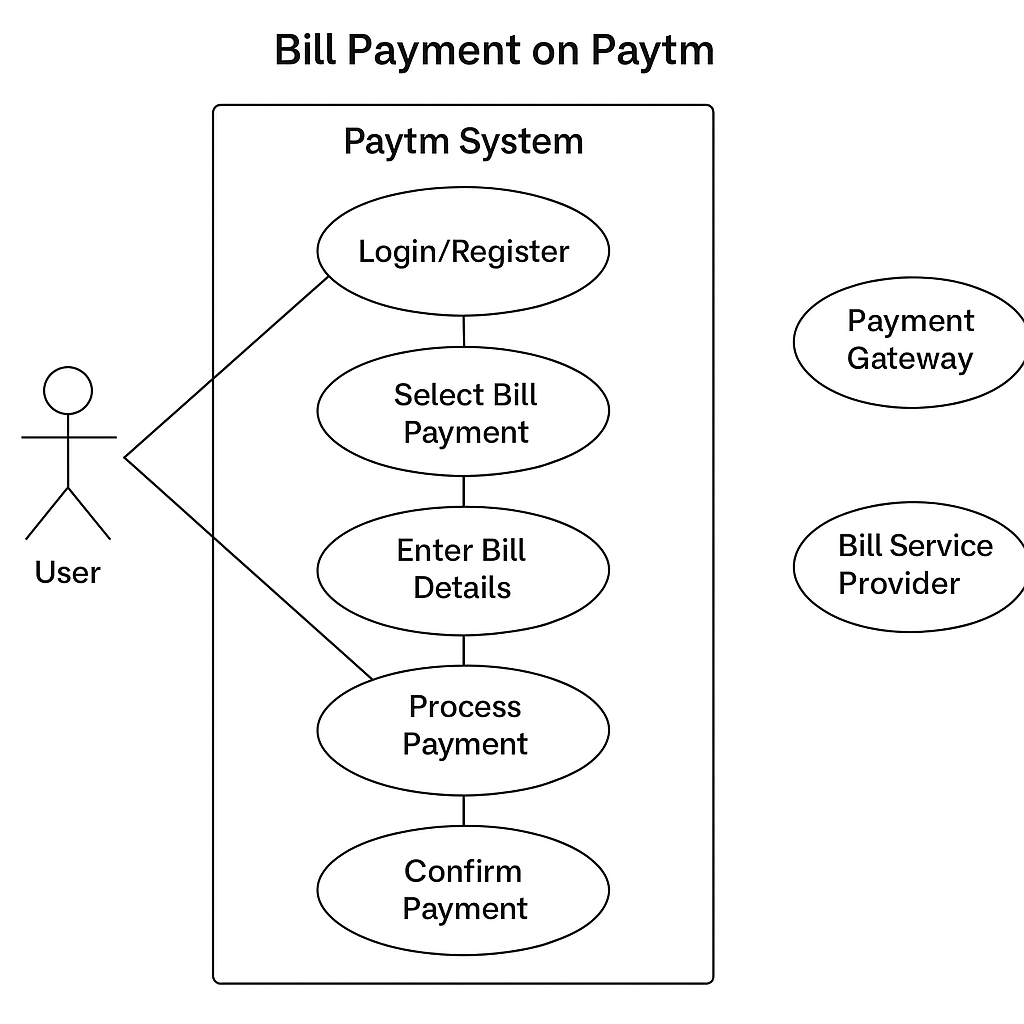 Bill Payment on Paytm
Paytm System
Login/Register
Select Bill
Payment
Enter Bill
Details
Process
Payment
Confirm
Payment
User
Payment
Gateway
Bill Service
Provider